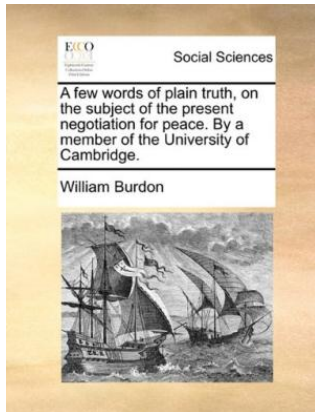 ECCO
Social Sciences
A few words of plain truth, on
the subject of the present
negotiation for peace. By a
member of the University of
Cambridge.
William Burdon